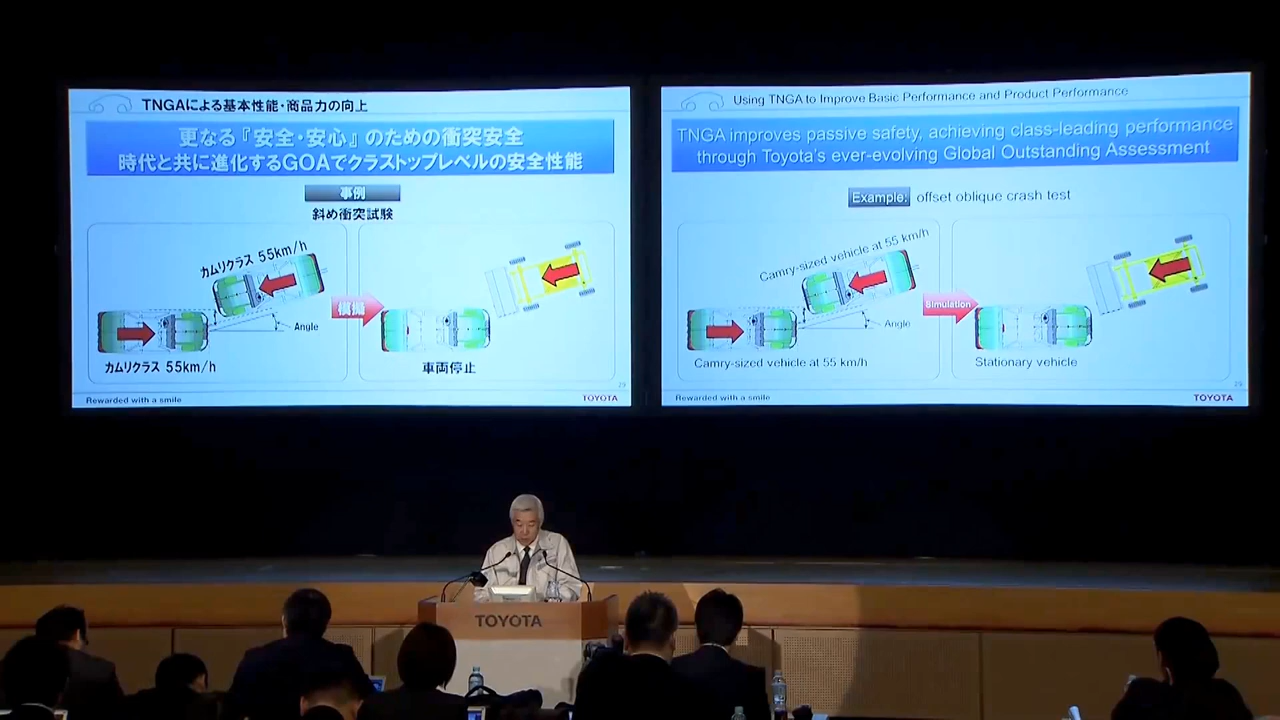 TNGAによる基本性能・商品力の向上
更なる『安全・安心』のための衝突安全
時代と共に進化するGOAでクラストップレベルの安全性能
事例
斜め衝突試験
カムリクラス 55km/h
Angle
カムリクラス 55km/h
模擬
車両停止
29
Rewarded with a smile
TOYOTA
Using TNGA to Improve Basic Performance and Product Performance
TNGA improves passive safety, achieving class-leading performance
through Toyota's ever-evolving Global Outstanding Assessment
Example: offset oblique crash test
Camry-sized vehicle at 55 km/h
Angle
Camry-sized vehicle at 55 km/h
Simulation
Stationary vehicle
29
Rewarded with a smile
TOYOTA
TOYOTA